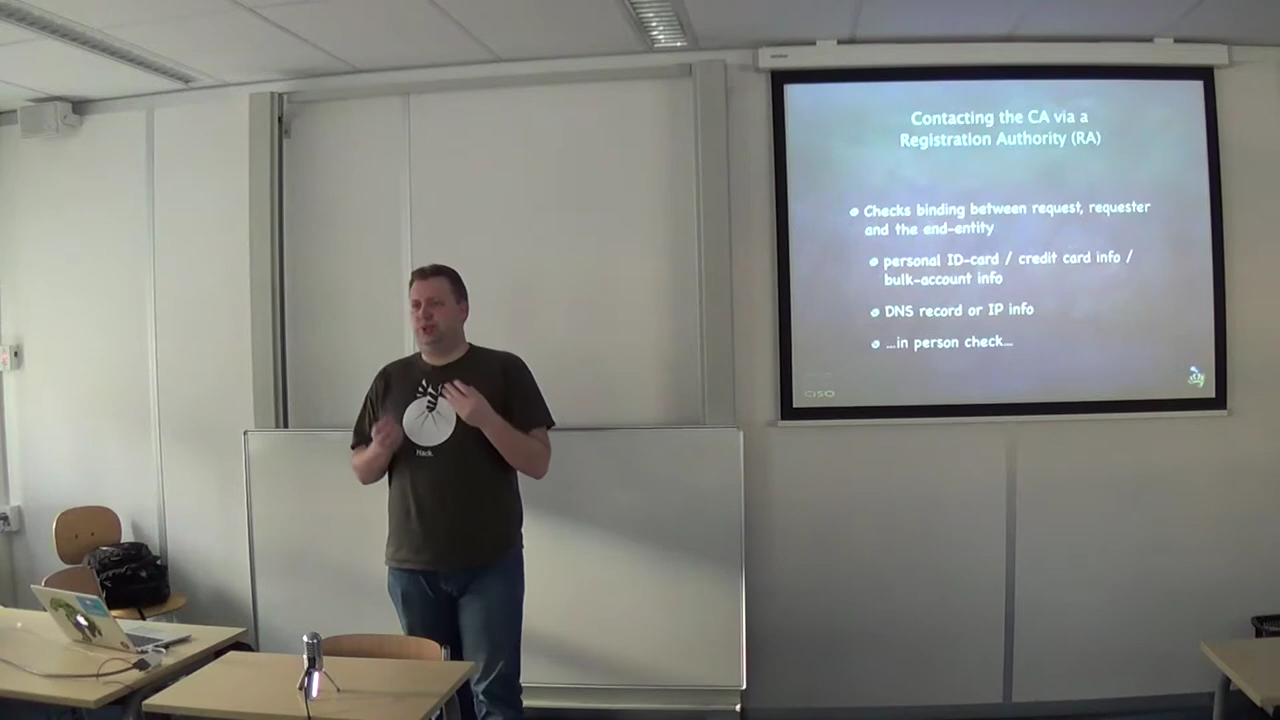 Contacting the CA via a
Registration Authority (RA)
Checks binding between request, requester
and the end-entity
personal ID-card / credit card info /
bulk-account info
DNS record or IP info
...in person check...
CISO
Hack.